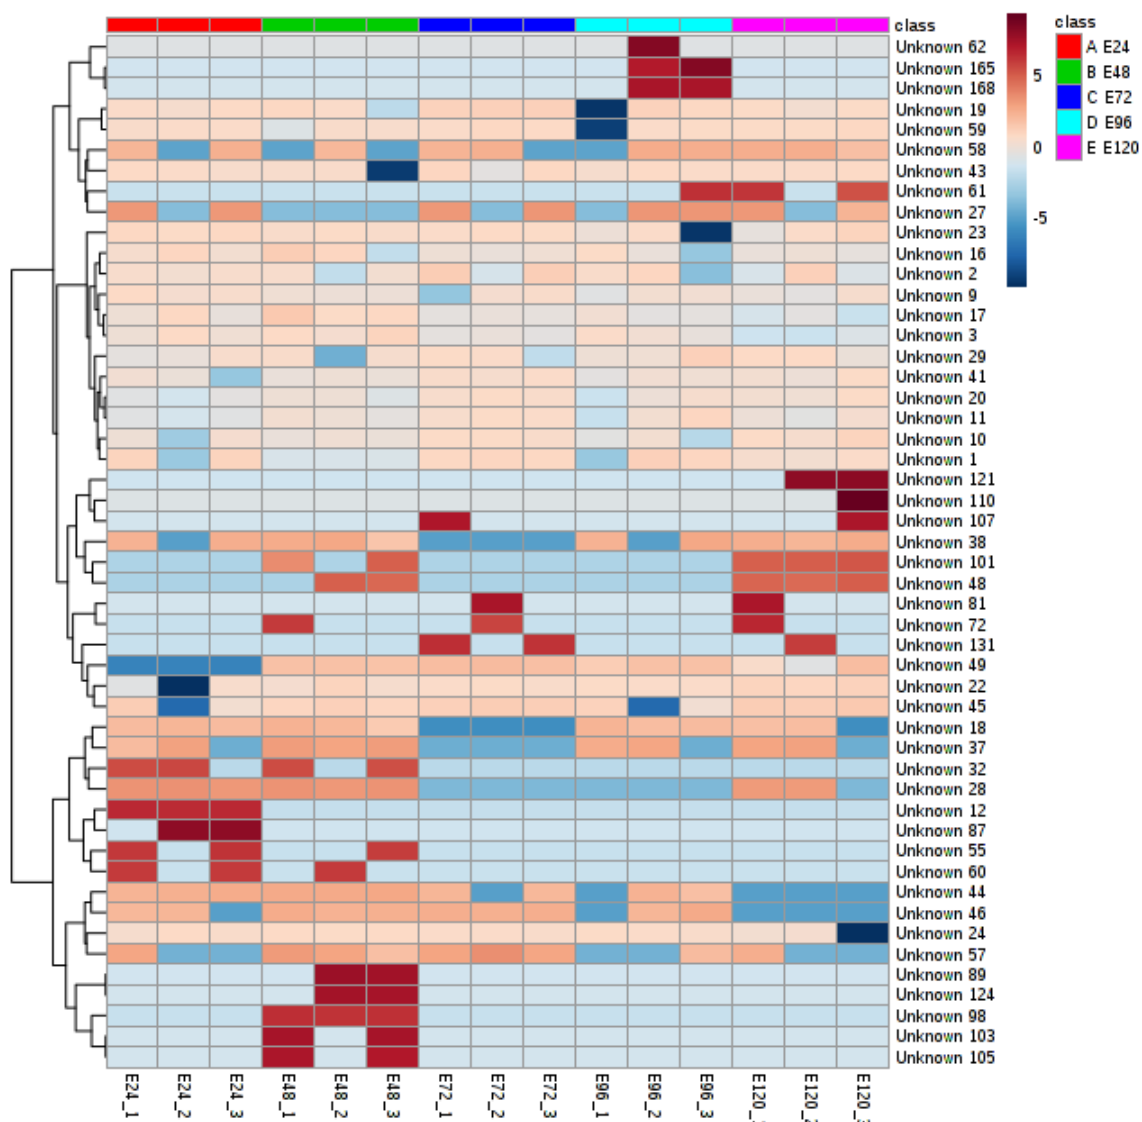 class
class
Unknown 62
A E24
Unknown 165
5
B E48
Unknown 168
C E72
Unknown 19
D E96
Unknown 59
0
E E120
Unknown 58
Unknown 43
Unknown 61
Unknown 27
-5
Unknown 23
Unknown 16
Unknown 2
Unknown 9
Unknown 17
Unknown 3
Unknown 29
Unknown 41
Unknown 20
Unknown 11
Unknown 10
Unknown 1
Unknown 121
Unknown 110
Unknown 107
Unknown 38
Unknown 101
Unknown 48
Unknown 81
Unknown 72
Unknown 131
Unknown 49
Unknown 22
Unknown 45
Unknown 18
Unknown 37
Unknown 32
Unknown 28
Unknown 12
Unknown 87
Unknown 55
Unknown 60
Unknown 44
Unknown 46
Unknown 24
Unknown 57
Unknown 89
Unknown 124
Unknown 98
Unknown 103
Unknown 105
E24_1
E24_2
E24_3
E48_1
E48_2
E48_3
E72_1
E72_2
E72_3
E96_1
E96_2
E96_3
E120_
E120_
E120_